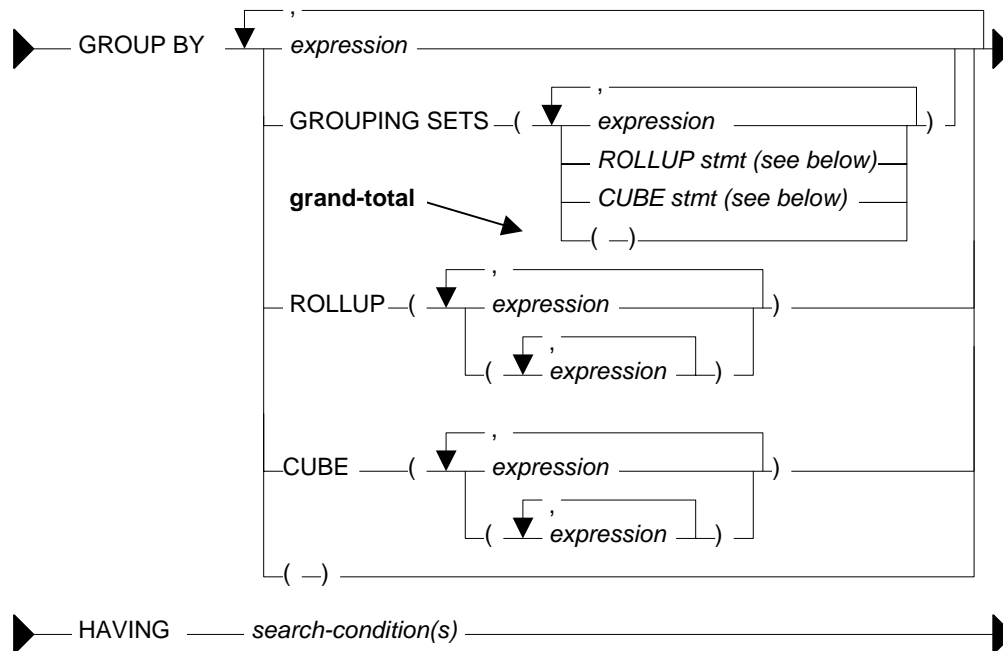 ,
GROUP BY expression
,
GROUPING SETS ( expression )
ROLLUP stmt (see below)
grand-total CUBE stmt (see below)
( )
,
ROLLUP ( expression )
,
( expression )
,
CUBE ( expression )
,
( expression )
( )
HAVING search-condition(s)